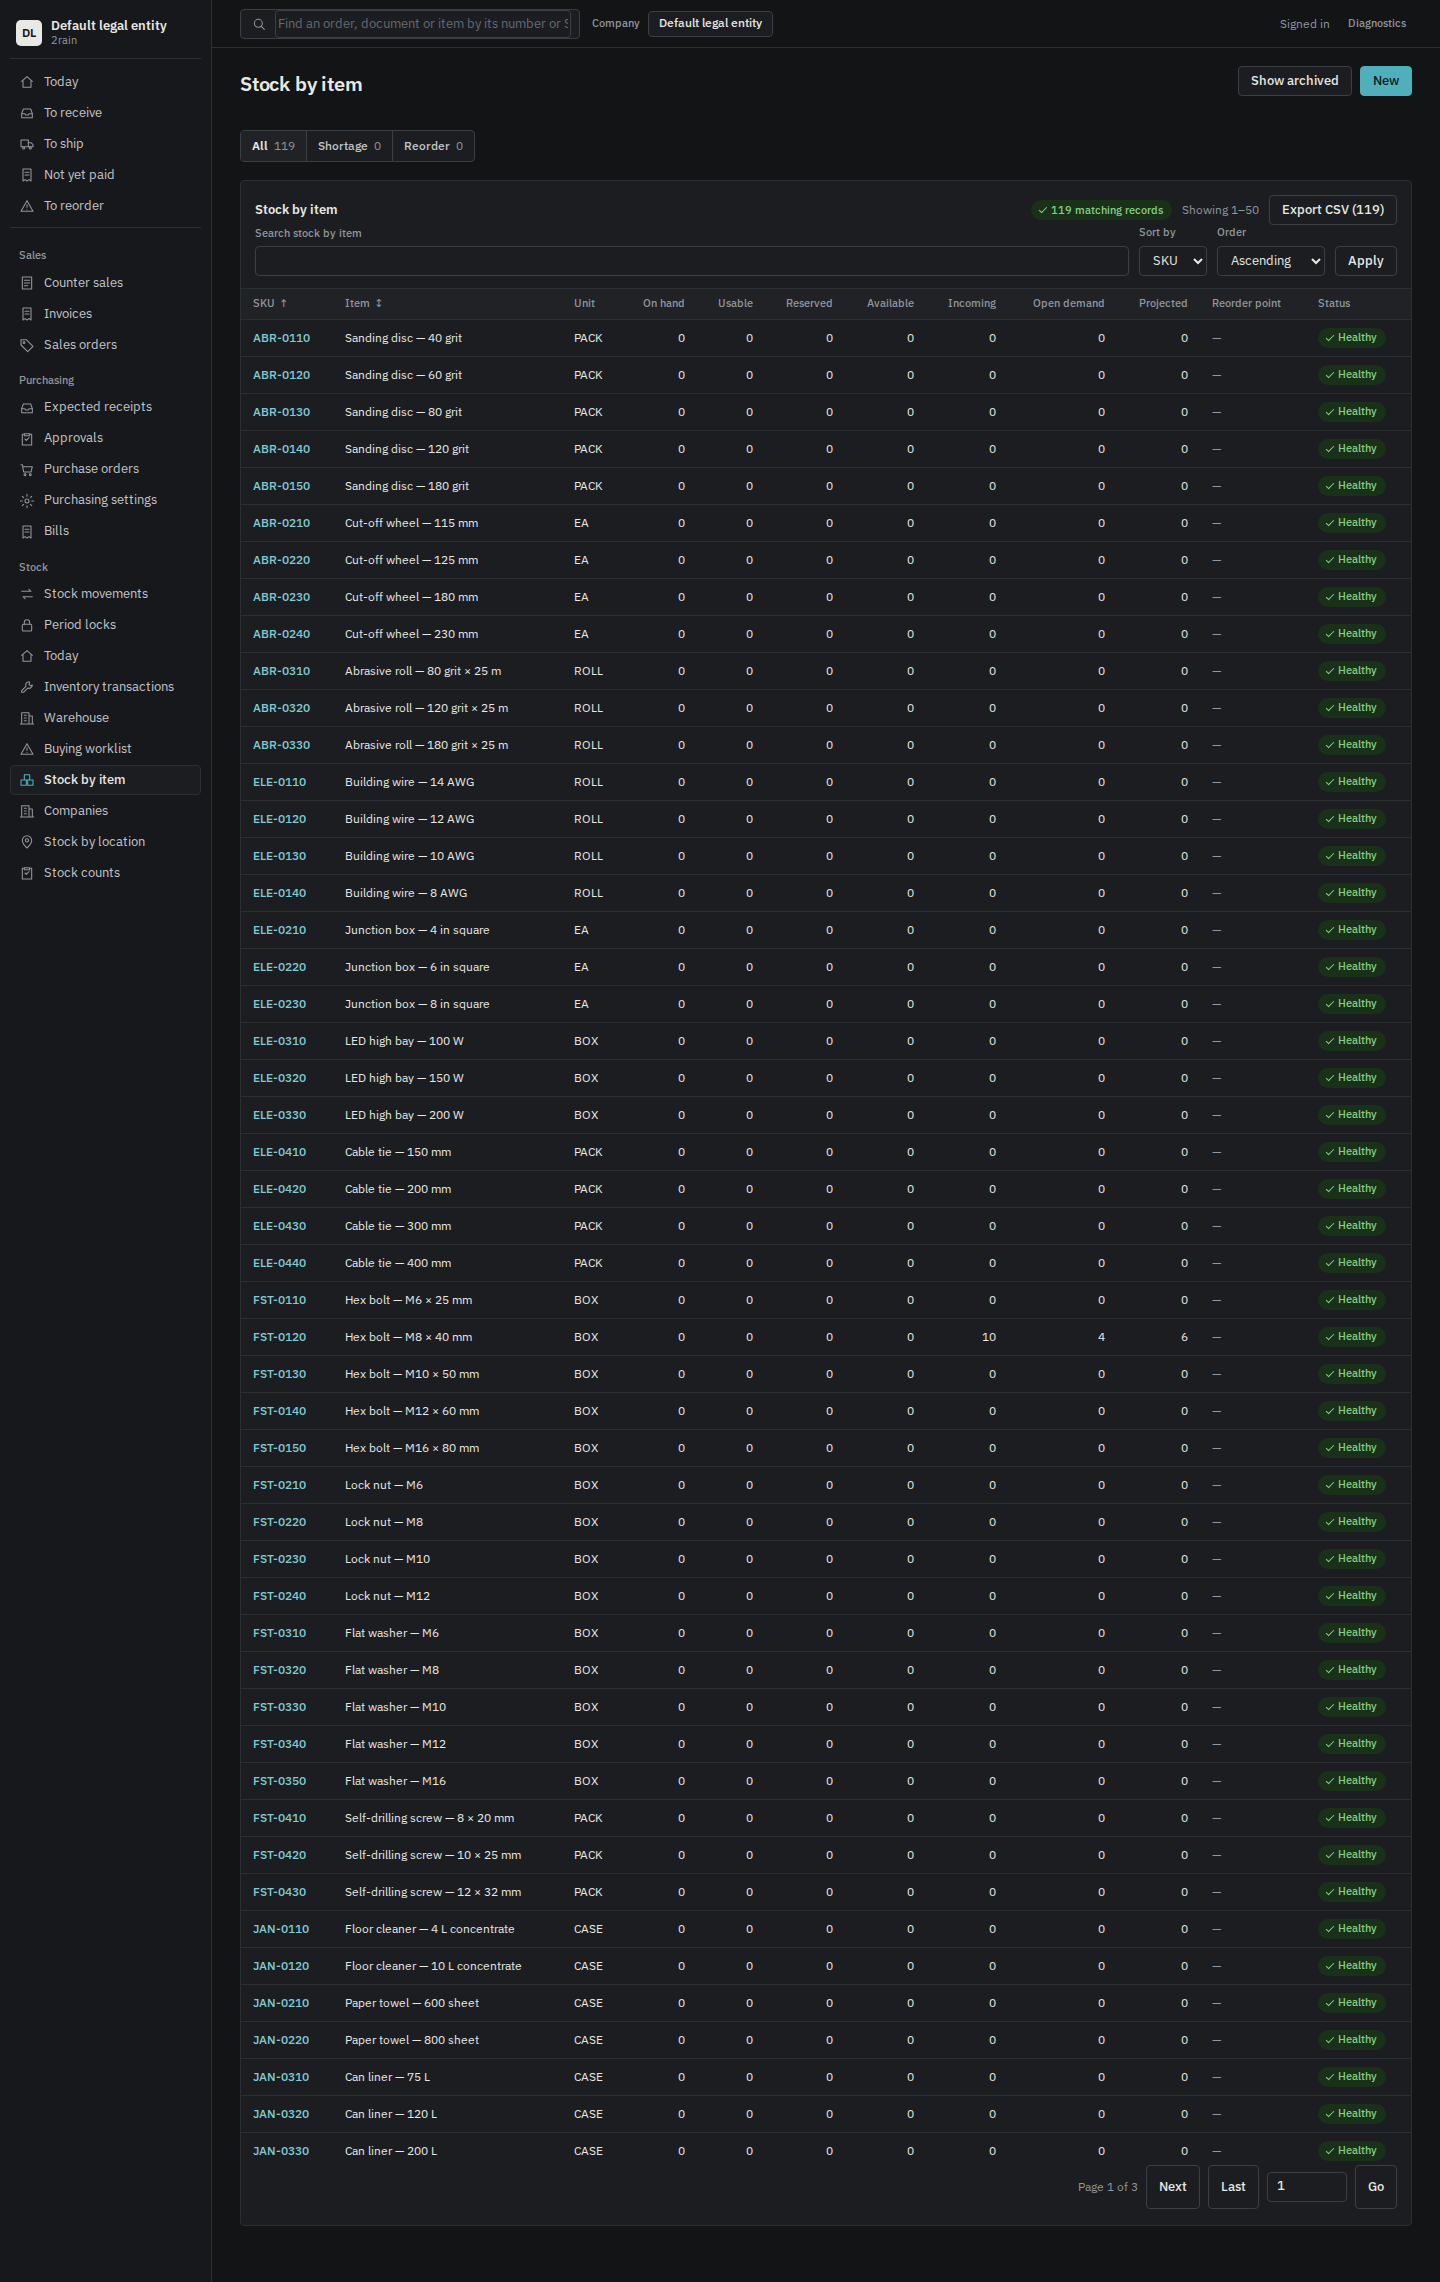 DL Default legal entity
2rain
Find an order, document or item by its number or S
Company Default legal entity
Signed in Diagnostics
Today
To receive
To ship
Not yet paid
To reorder
Sales
Counter sales
Invoices
Sales orders
Purchasing
Expected receipts
Approvals
Purchase orders
Purchasing settings
Bills
Stock
Stock movements
Period locks
Today
Inventory transactions
Warehouse
Buying worklist
Stock by item
Companies
Stock by location
Stock counts
Stock by item
Show archived New
All 119 Shortage 0 Reorder 0
Stock by item
119 matching records Showing 1–50 Export CSV (119)
Search stock by item Sort by Order
SKU Ascending Apply
SKU ↑ Item ↕ Unit On hand Usable Reserved Available Incoming Open demand Projected Reorder point Status
ABR-0110 Sanding disc — 40 grit PACK 0 0 0 0 0 0 0 — Healthy
ABR-0120 Sanding disc — 60 grit PACK 0 0 0 0 0 0 0 — Healthy
ABR-0130 Sanding disc — 80 grit PACK 0 0 0 0 0 0 0 — Healthy
ABR-0140 Sanding disc — 120 grit PACK 0 0 0 0 0 0 0 — Healthy
ABR-0150 Sanding disc — 180 grit PACK 0 0 0 0 0 0 0 — Healthy
ABR-0210 Cut-off wheel — 115 mm EA 0 0 0 0 0 0 0 — Healthy
ABR-0220 Cut-off wheel — 125 mm EA 0 0 0 0 0 0 0 — Healthy
ABR-0230 Cut-off wheel — 180 mm EA 0 0 0 0 0 0 0 — Healthy
ABR-0240 Cut-off wheel — 230 mm EA 0 0 0 0 0 0 0 — Healthy
ABR-0310 Abrasive roll — 80 grit × 25 m ROLL 0 0 0 0 0 0 0 — Healthy
ABR-0320 Abrasive roll — 120 grit × 25 m ROLL 0 0 0 0 0 0 0 — Healthy
ABR-0330 Abrasive roll — 180 grit × 25 m ROLL 0 0 0 0 0 0 0 — Healthy
ELE-0110 Building wire — 14 AWG ROLL 0 0 0 0 0 0 0 — Healthy
ELE-0120 Building wire — 12 AWG ROLL 0 0 0 0 0 0 0 — Healthy
ELE-0130 Building wire — 10 AWG ROLL 0 0 0 0 0 0 0 — Healthy
ELE-0140 Building wire — 8 AWG ROLL 0 0 0 0 0 0 0 — Healthy
ELE-0210 Junction box — 4 in square EA 0 0 0 0 0 0 0 — Healthy
ELE-0220 Junction box — 6 in square EA 0 0 0 0 0 0 0 — Healthy
ELE-0230 Junction box — 8 in square EA 0 0 0 0 0 0 0 — Healthy
ELE-0310 LED high bay — 100 W BOX 0 0 0 0 0 0 0 — Healthy
ELE-0320 LED high bay — 150 W BOX 0 0 0 0 0 0 0 — Healthy
ELE-0330 LED high bay — 200 W BOX 0 0 0 0 0 0 0 — Healthy
ELE-0410 Cable tie — 150 mm PACK 0 0 0 0 0 0 0 — Healthy
ELE-0420 Cable tie — 200 mm PACK 0 0 0 0 0 0 0 — Healthy
ELE-0430 Cable tie — 300 mm PACK 0 0 0 0 0 0 0 — Healthy
ELE-0440 Cable tie — 400 mm PACK 0 0 0 0 0 0 0 — Healthy
FST-0110 Hex bolt — M6 × 25 mm BOX 0 0 0 0 0 0 0 — Healthy
FST-0120 Hex bolt — M8 × 40 mm BOX 0 0 0 0 10 4 6 — Healthy
FST-0130 Hex bolt — M10 × 50 mm BOX 0 0 0 0 0 0 0 — Healthy
FST-0140 Hex bolt — M12 × 60 mm BOX 0 0 0 0 0 0 0 — Healthy
FST-0150 Hex bolt — M16 × 80 mm BOX 0 0 0 0 0 0 0 — Healthy
FST-0210 Lock nut — M6 BOX 0 0 0 0 0 0 0 — Healthy
FST-0220 Lock nut — M8 BOX 0 0 0 0 0 0 0 — Healthy
FST-0230 Lock nut — M10 BOX 0 0 0 0 0 0 0 — Healthy
FST-0240 Lock nut — M12 BOX 0 0 0 0 0 0 0 — Healthy
FST-0310 Flat washer — M6 BOX 0 0 0 0 0 0 0 — Healthy
FST-0320 Flat washer — M8 BOX 0 0 0 0 0 0 0 — Healthy
FST-0330 Flat washer — M10 BOX 0 0 0 0 0 0 0 — Healthy
FST-0340 Flat washer — M12 BOX 0 0 0 0 0 0 0 — Healthy
FST-0350 Flat washer — M16 BOX 0 0 0 0 0 0 0 — Healthy
FST-0410 Self-drilling screw — 8 × 20 mm PACK 0 0 0 0 0 0 0 — Healthy
FST-0420 Self-drilling screw — 10 × 25 mm PACK 0 0 0 0 0 0 0 — Healthy
FST-0430 Self-drilling screw — 12 × 32 mm PACK 0 0 0 0 0 0 0 — Healthy
JAN-0110 Floor cleaner — 4 L concentrate CASE 0 0 0 0 0 0 0 — Healthy
JAN-0120 Floor cleaner — 10 L concentrate CASE 0 0 0 0 0 0 0 — Healthy
JAN-0210 Paper towel — 600 sheet CASE 0 0 0 0 0 0 0 — Healthy
JAN-0220 Paper towel — 800 sheet CASE 0 0 0 0 0 0 0 — Healthy
JAN-0310 Can liner — 75 L CASE 0 0 0 0 0 0 0 — Healthy
JAN-0320 Can liner — 120 L CASE 0 0 0 0 0 0 0 — Healthy
JAN-0330 Can liner — 200 L CASE 0 0 0 0 0 0 0 — Healthy
Page 1 of 3 Next Last 1 Go